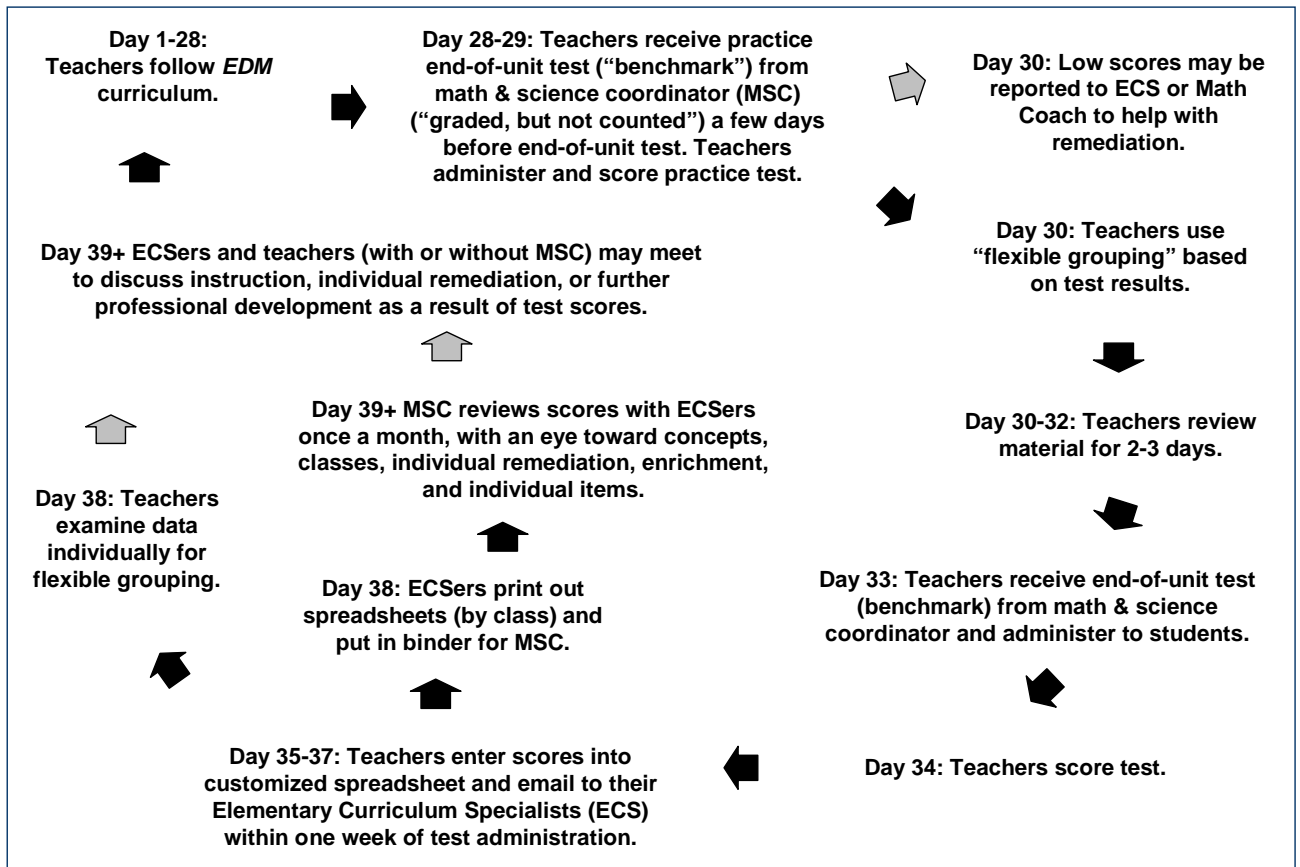 Day 1-28:
Teachers follow EDM
curriculum.
Day 28-29: Teachers receive practice
end-of-unit test (“benchmark”) from
math & science coordinator (MSC)
(“graded, but not counted”) a few days
before end-of-unit test. Teachers
administer and score practice test.
Day 30: Low scores may be
reported to ECS or Math
Coach to help with
remediation.
Day 30: Teachers use
“flexible grouping” based
on test results.
Day 30-32: Teachers review
material for 2-3 days.
Day 33: Teachers receive end-of-unit test
(benchmark) from math & science
coordinator and administer to students.
Day 34: Teachers score test.
Day 35-37: Teachers enter scores into
customized spreadsheet and email to their
Elementary Curriculum Specialists (ECS)
within one week of test administration.
Day 38: Teachers
examine data
individually for
flexible grouping.
Day 38: ECSers print out
spreadsheets (by class) and
put in binder for MSC.
Day 39+ MSC reviews scores with ECSers
once a month, with an eye toward concepts,
classes, individual remediation, enrichment,
and individual items.
Day 39+ ECSers and teachers (with or without MSC) may meet
to discuss instruction, individual remediation, or further
professional development as a result of test scores.